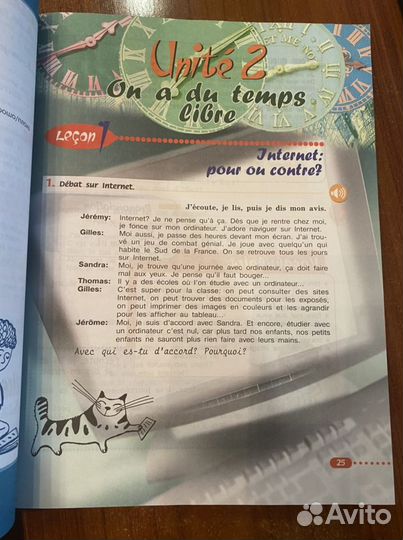 Unité 2
On a du temps
libre
Leçon 1
Internet:
pour ou contre?
1. Débat sur Internet.
J'écoute, je lis, puis je dis mon avis.
Jérémy: Internet? Je ne pense qu'à ça. Dès que je rentre chez moi,
je fonce sur mon ordinateur. J'adore naviguer sur Internet.
Gilles: Moi aussi, je passe des heures devant mon écran. J'ai trou-
vé un jeu de combat génial. Je joue avec quelqu'un qui
habite le Sud de la France. On se retrouve tous les jours
sur Internet.
Sandra: Moi, je trouve qu'une journée avec ordinateur, ça doit faire
mal aux yeux. Je pense qu'il faut bouger...
Thomas: Il y a des écoles où l'on étudie avec un ordinateur...
Gilles: C'est super pour la classe: on peut consulter des sites
Internet, on peut trouver des documents pour les exposés,
on peut imprimer des images en couleurs et les agrandir
pour les afficher au tableau...
Jérôme: Moi, je suis d'accord avec Sandra. Et encore, étudier avec
un ordinateur c'est nul, car plus tard nos enfants, nos petits
enfants ne sauront plus rien faire avec leurs mains.
Avec qui es-tu d'accord? Pourquoi?
25
Avito